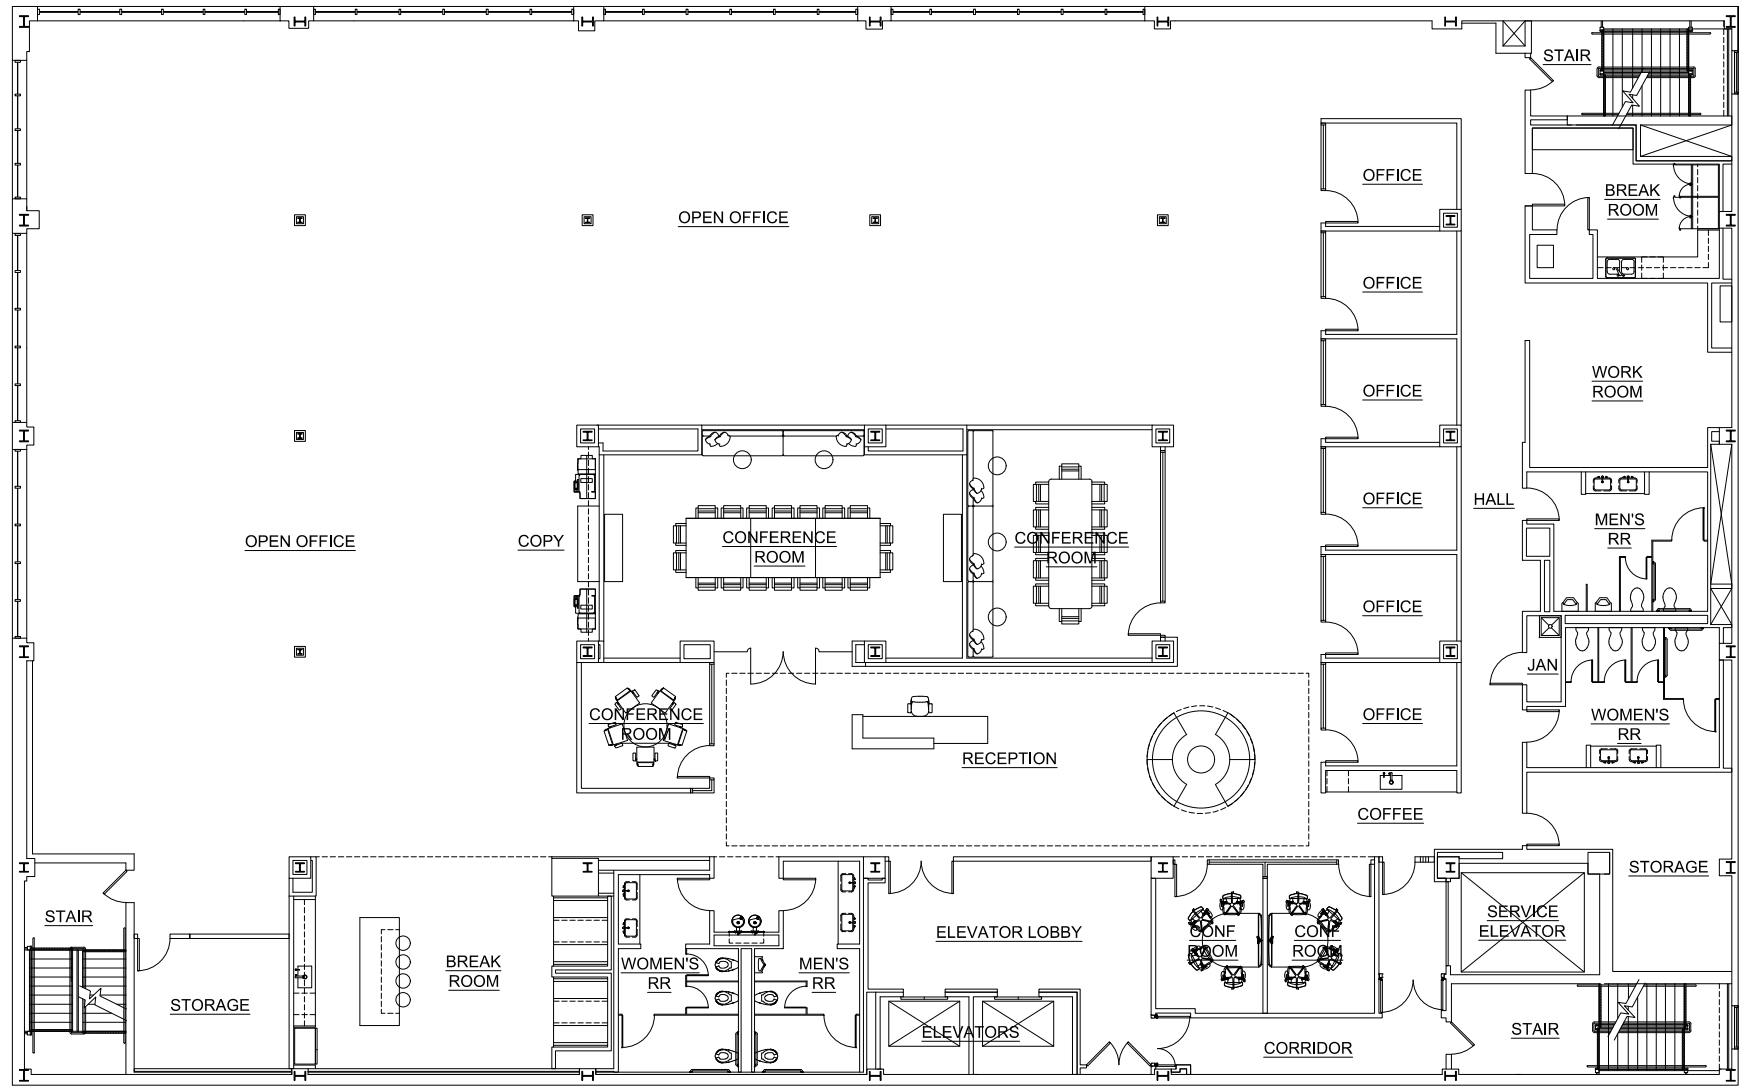 STAIR
OFFICE
BREAK
ROOM
OPEN OFFICE
OFFICE
OFFICE
WORK
ROOM
OFFICE
HALL
MEN'S
RR
OPEN OFFICE
COPY
CONFERENCE
ROOM
CONFERENCE
ROOM
OFFICE
JAN
CONFERENCE
ROOM
OFFICE
WOMEN'S
RR
RECEPTION
COFFEE
STORAGE
STAIR
SERVICE
ELEVATOR
ELEVATOR LOBBY
CONF
ROOM
CONF
ROOM
BREAK
ROOM
WOMEN'S
RR
MEN'S
RR
STORAGE
ELEVATORS
STAIR
CORRIDOR